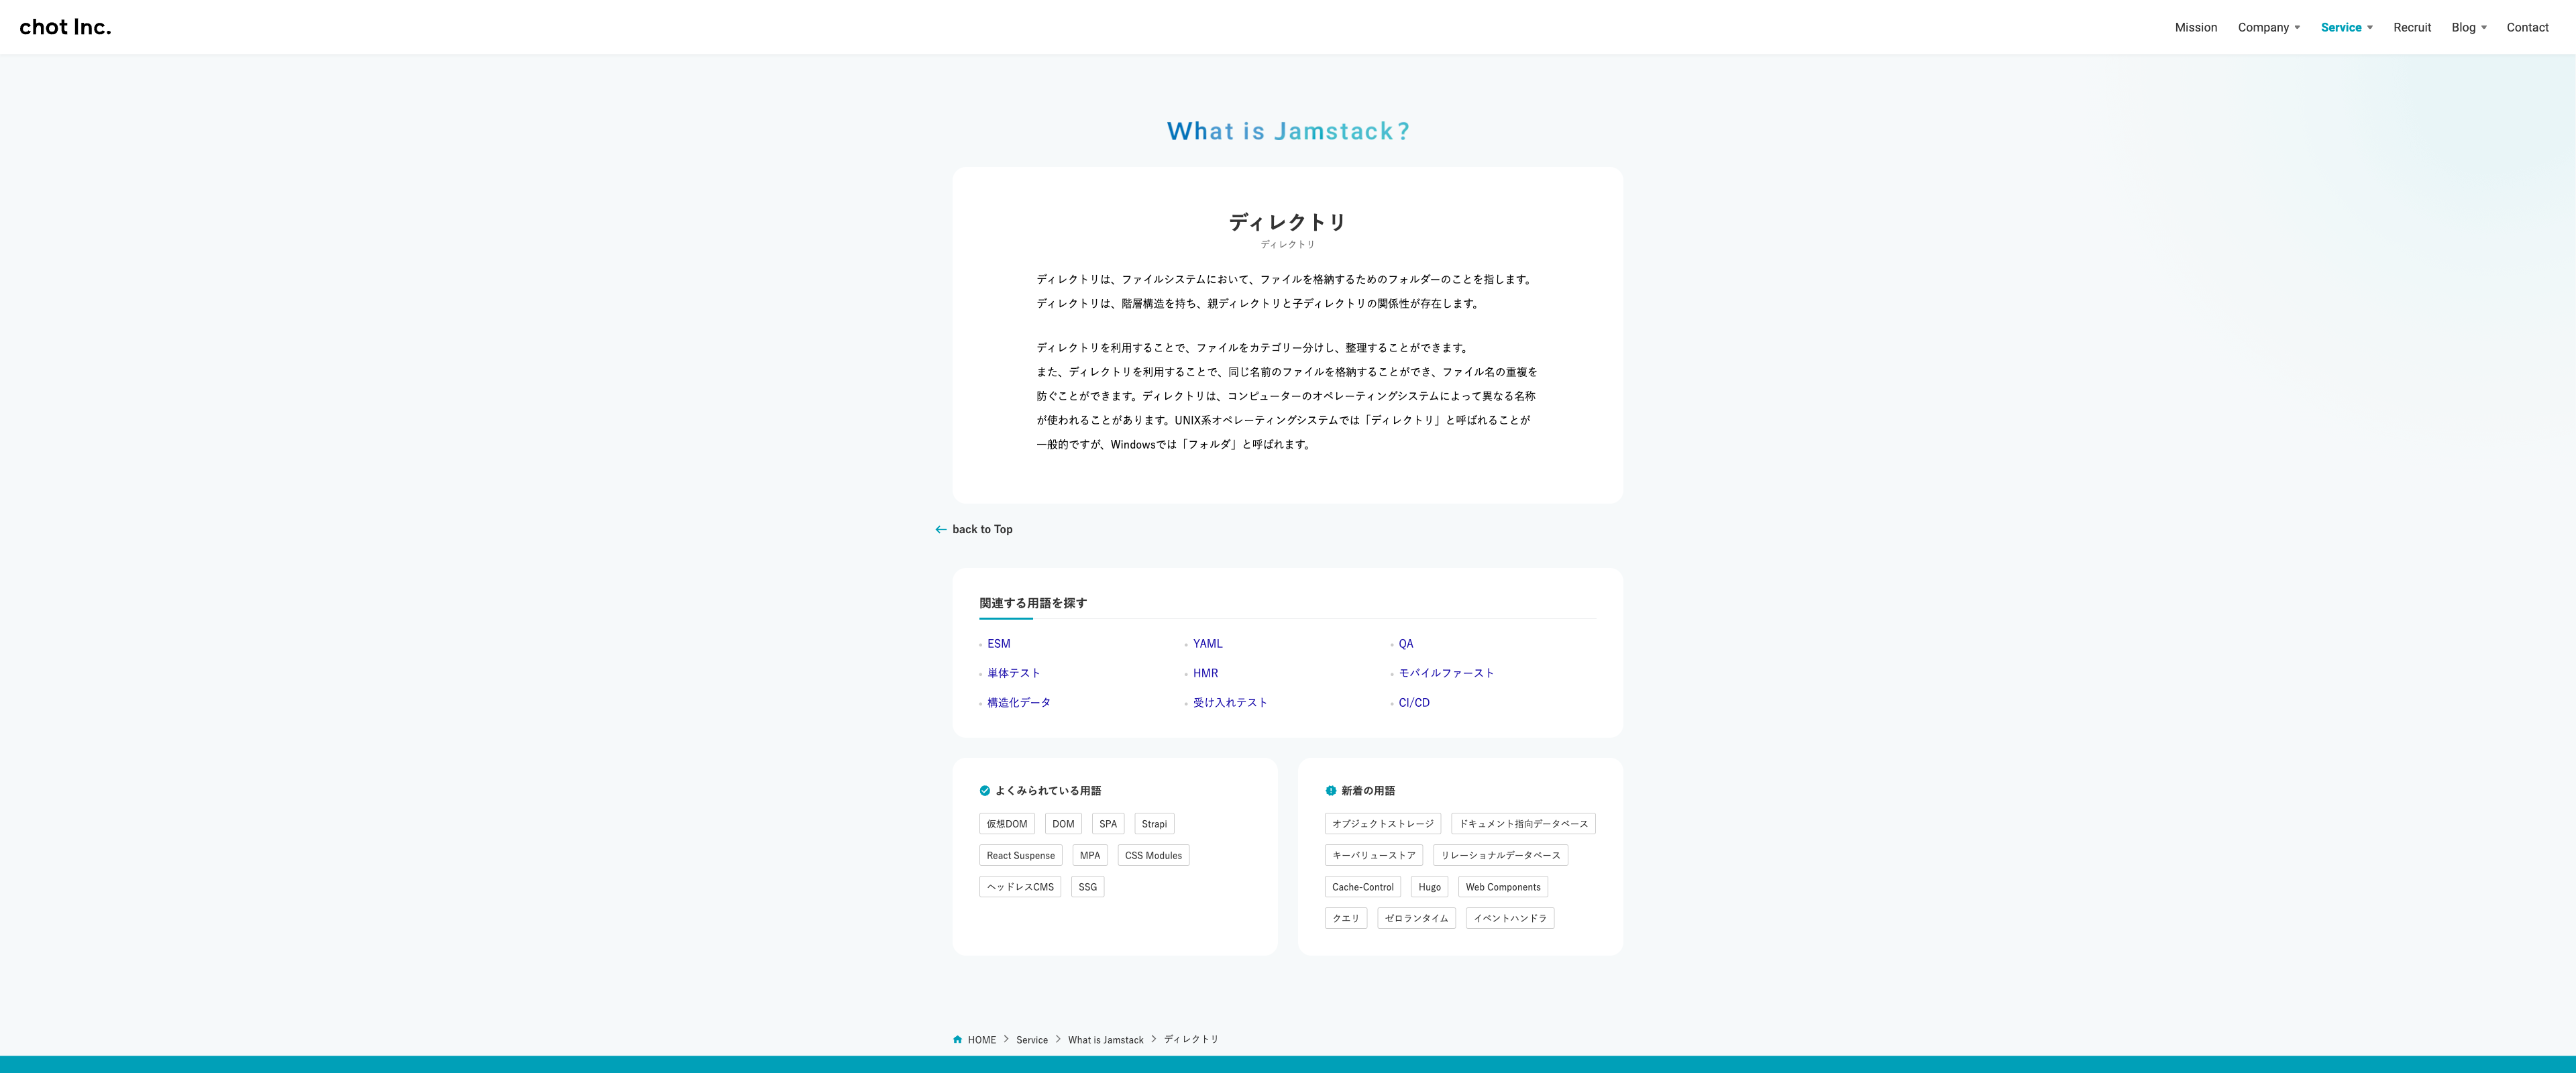 chot Inc.
Mission Company Service Recruit Blog Contact
What is Jamstack?
ディレクトリ
ディレクトリ
ディレクトリは、ファイルシステムにおいて、ファイルを格納するためのフォルダーのことを指します。
ディレクトリは、階層構造を持ち、親ディレクトリと子ディレクトリの関係性が存在します。
ディレクトリを利用することで、ファイルをカテゴリー分けし、整理することができます。
また、ディレクトリを利用することで、同じ名前のファイルを格納することができ、ファイル名の重複を
防ぐことができます。ディレクトリは、コンピューターのオペレーティングシステムによって異なる名称
が使われることがあります。UNIX系オペレーティングシステムでは「ディレクトリ」と呼ばれることが
一般的ですが、Windowsでは「フォルダ」と呼ばれます。
back to Top
関連する用語を探す
ESM YAML QA
単体テスト HMR モバイルファースト
構造化データ 受け入れテスト CI/CD
よくみられている用語
仮想DOM DOM SPA Strapi
React Suspense MPA CSS Modules
ヘッドレスCMS SSG
新着の用語
オブジェクトストレージ ドキュメント指向データベース
キーバリューストア リレーショナルデータベース
Cache-Control Hugo Web Components
クエリ ゼロランタイム イベントハンドラ
HOME Service What is Jamstack ディレクトリ